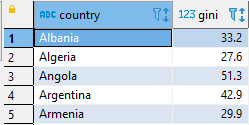 ABC country 123 gini
1 Albania 33.2
2 Algeria 27.6
3 Angola 51.3
4 Argentina 42.9
5 Armenia 29.9